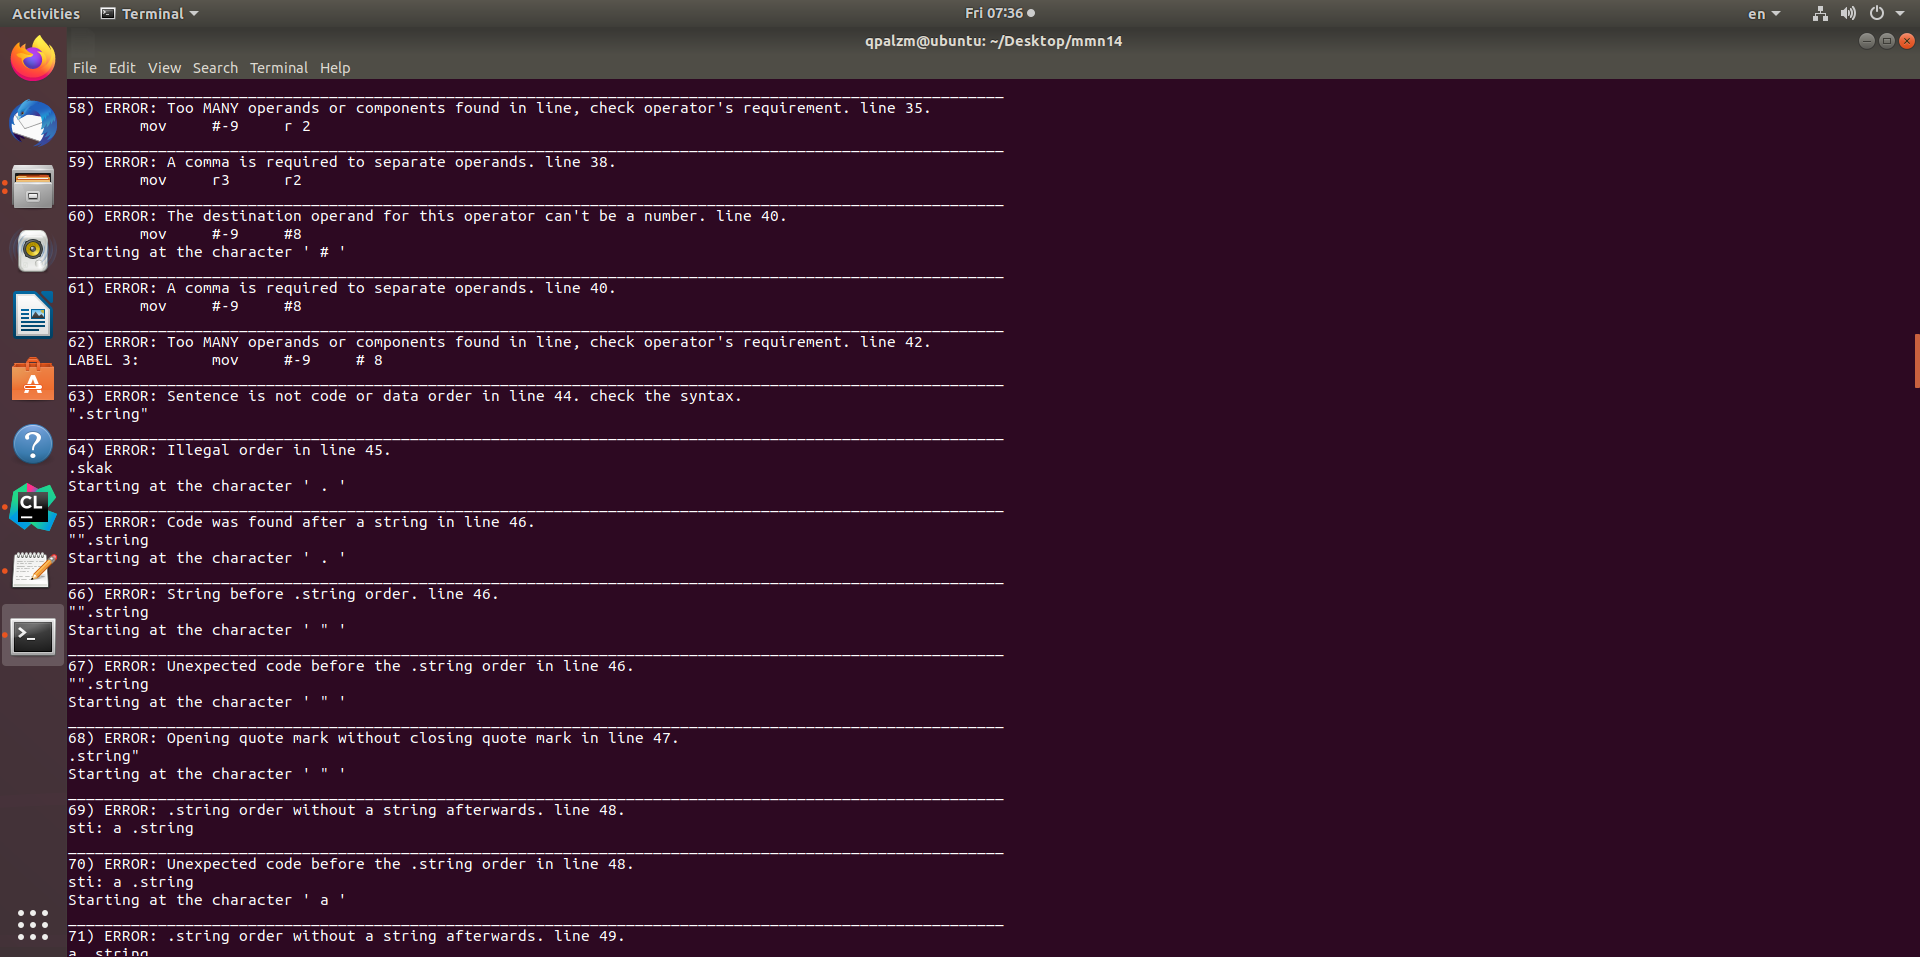 Activities Terminal Fri 07:36 en
qpalzm@ubuntu: ~/Desktop/mmn14
File Edit View Search Terminal Help
58) ERROR: Too MANY operands or components found in line, check operator's requirement. line 35.
mov #-9 r 2
59) ERROR: A comma is required to separate operands. line 38.
mov r3 r2
60) ERROR: The destination operand for this operator can't be a number. line 40.
mov #-9 #8
Starting at the character ' # '
61) ERROR: A comma is required to separate operands. line 40.
mov #-9 #8
62) ERROR: Too MANY operands or components found in line, check operator's requirement. line 42.
LABEL 3: mov #-9 # 8
63) ERROR: Sentence is not code or data order in line 44. check the syntax.
".string"
64) ERROR: Illegal order in line 45.
.skak
Starting at the character ' . '
65) ERROR: Code was found after a string in line 46.
"".string
Starting at the character ' . '
66) ERROR: String before .string order. line 46.
"".string
Starting at the character ' " '
67) ERROR: Unexpected code before the .string order in line 46.
"".string
Starting at the character ' " '
68) ERROR: Opening quote mark without closing quote mark in line 47.
.string"
Starting at the character ' " '
69) ERROR: .string order without a string afterwards. line 48.
sti: a .string
70) ERROR: Unexpected code before the .string order in line 48.
sti: a .string
Starting at the character ' a '
71) ERROR: .string order without a string afterwards. line 49.
a .string
CL